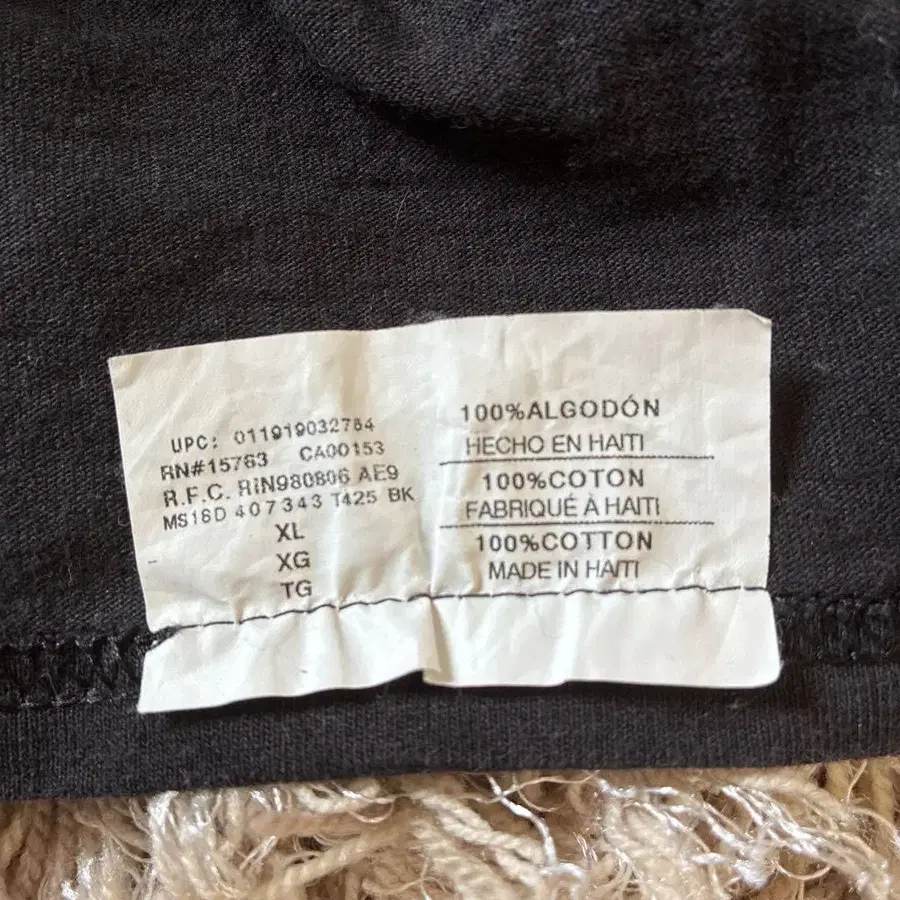 UPC: 011919032784
RN#15763 CA00153
R.F.C. RIN980806 AE9
MS18D 407343 T425 BK
XL
XG
TG
100%ALGODÓN
HECHO EN HAITI
100%COTON
FABRIQUÉ À HAITI
100%COTTON
MADE IN HAITI